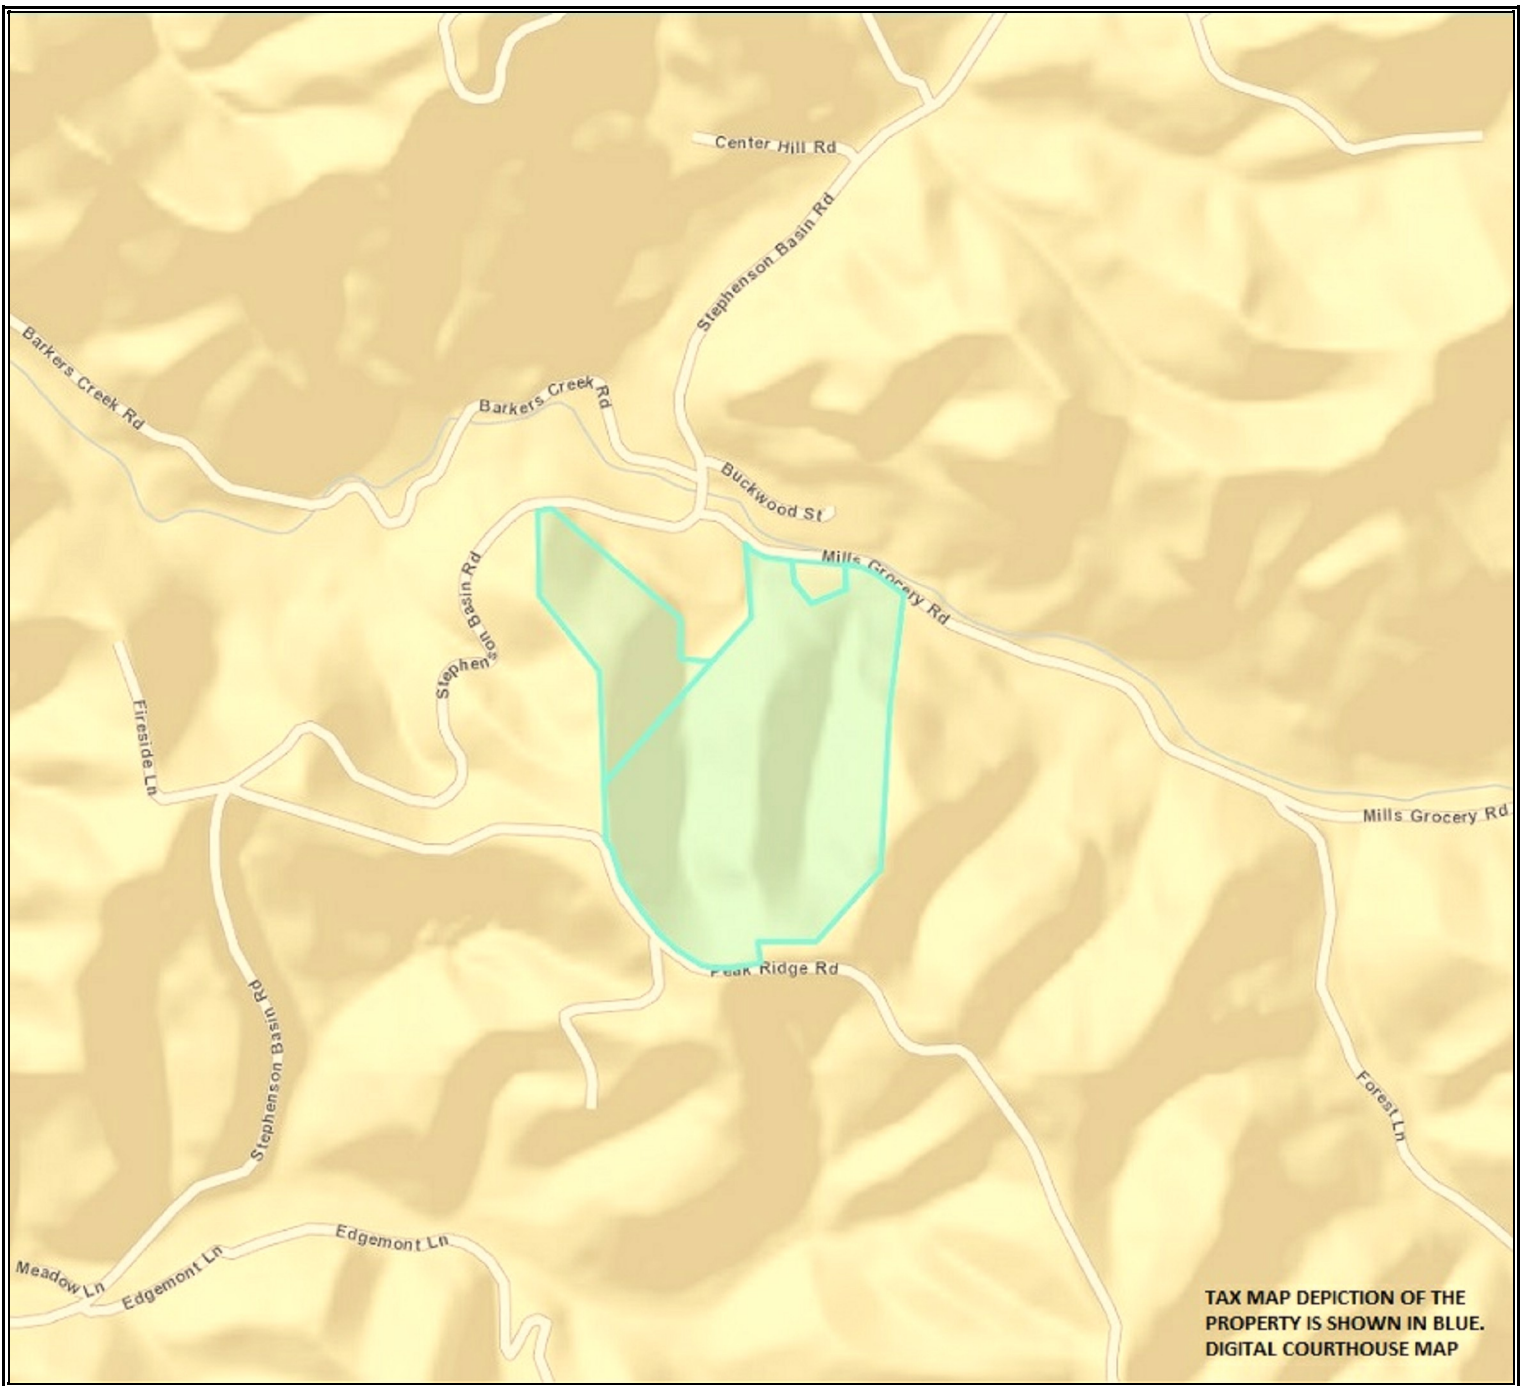 Center Hill Rd
Stephenson Basin Rd
Barkers Creek Rd
Barkers Creek Rd
Buckwood St
Mills Grocery Rd
Stephenson Basin Rd
Fireside Ln
Mills Grocery Rd
Peak Ridge Rd
Stephenson Basin Rd
Forest Ln
Edgemont Ln
Meadow Ln
Edgemont Ln
TAX MAP DEPICTION OF THE
PROPERTY IS SHOWN IN BLUE.
DIGITAL COURTHOUSE MAP